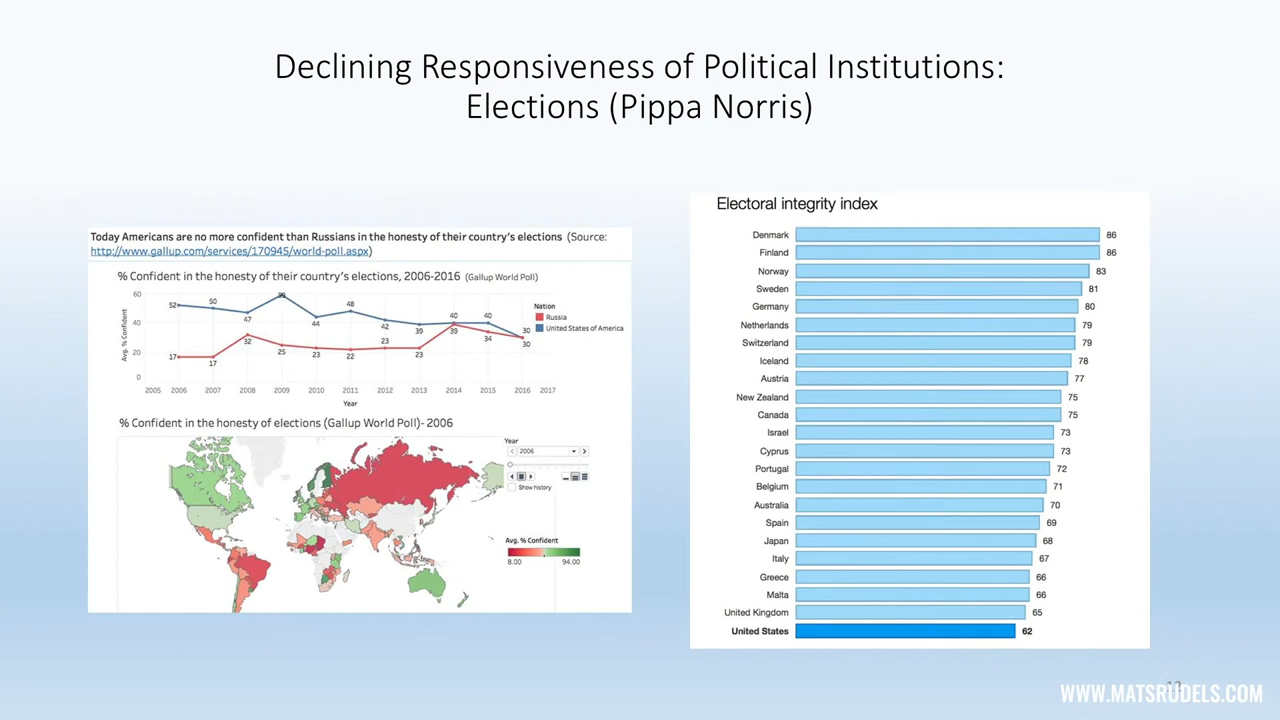 Declining Responsiveness of Political Institutions:
Elections (Pippa Norris)
Today Americans are no more confident than Russians in the honesty of their country's elections (Source:
http://www.gallup.com/services/170945/world-poll.aspx)
% Confident in the honesty of their country's elections, 2006-2016 (Gallup World Poll)
Avg. % Confident
60
40
20
0
52
50
47
59
44
48
42
39
40
40
30
17
17
32
25
23
22
23
23
39
34
30
2005 2006 2007 2008 2009 2010 2011 2012 2013 2014 2015 2016 2017
Year
Nation
Russia
United States of America
% Confident in the honesty of elections (Gallup World Poll)- 2006
Year
2006
Show history
Avg. % Confident
8.00 94.00
Electoral integrity index
Denmark 86
Finland 86
Norway 83
Sweden 81
Germany 80
Netherlands 79
Switzerland 79
Iceland 78
Austria 77
New Zealand 75
Canada 75
Israel 73
Cyprus 73
Portugal 72
Belgium 71
Australia 70
Spain 69
Japan 68
Italy 67
Greece 66
Malta 66
United Kingdom 65
United States 62
WWW.MATSRUDELS.COM